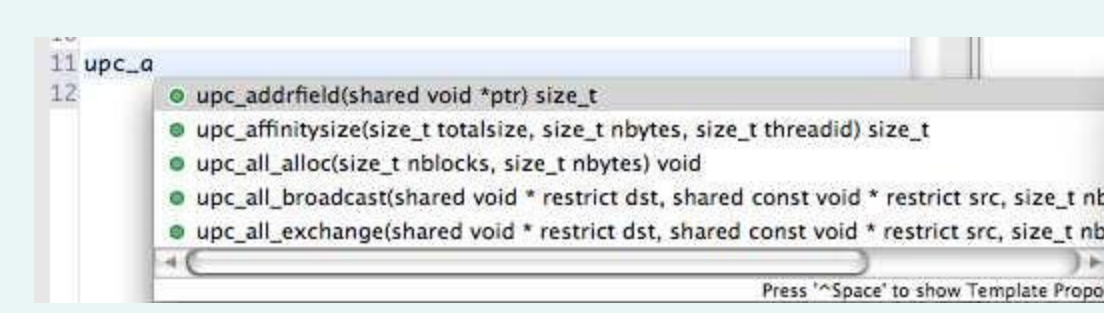 11 upc_a
12
upc_addrfield(shared void *ptr) size_t
upc_affinitysize(size_t totalsize, size_t nbytes, size_t threadid) size_t
upc_all_alloc(size_t nblocks, size_t nbytes) void
upc_all_broadcast(shared void * restrict dst, shared const void * restrict src, size_t nb
upc_all_exchange(shared void * restrict dst, shared const void * restrict src, size_t nb
Press '^Space' to show Template Propo